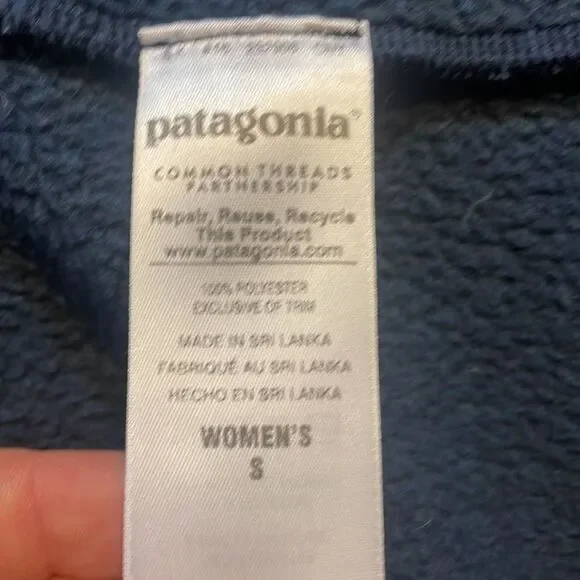 patagonia®
COMMON THREADS
PARTNERSHIP
Repair, Reuse, Recycle
This Product
www.patagonia.com
100% POLYESTER
EXCLUSIVE OF TRIM
MADE IN SRI LANKA
FABRIQUÉ AU SRI LANKA
HECHO EN SRI LANKA
WOMEN'S
S